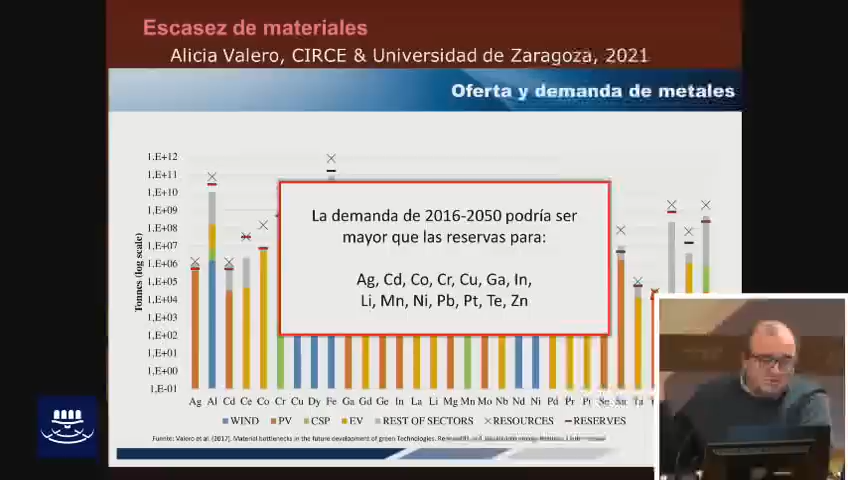 Escasez de materiales
Alicia Valero, CIRCE & Universidad de Zaragoza, 2021
Oferta y demanda de metales
1,E+12
1,E+11
1,E+10
1,E+09
1,E+08
1,E+07
1,E+06
1,E+05
1,E+04
1,E+03
1,E+02
1,E+01
1,E+00
1,E-01
Tonnes (log scale)
La demanda de 2016-2050 podría ser
mayor que las reservas para:
Ag, Cd, Co, Cr, Cu, Ga, In,
Li, Mn, Ni, Pb, Pt, Te, Zn
Ag Al Cd Ce Co Cr Cu Dy Fe Ga Gd Ge In La Li Mg Mn Mo Nb Nd Ni Pd Pr Pt Se Sn Ta
WIND PV CSP EV REST OF SECTORS RESOURCES RESERVES
Fuente: Valero et al. (2017). Material bottlenecks in the future development of green Technologies.